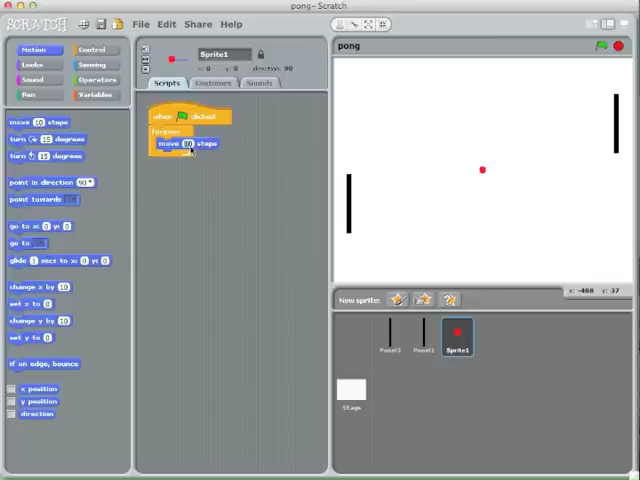 pong- Scratch
SCRATCH File Edit Share Help
Motion Control
Looks Sensing
Sound Operators
Pen Variables
Sprite1
x: 0 y: 0 direction: 90
Scripts Costumes Sounds
pong
move 10 steps
turn 15 degrees
turn 15 degrees
point in direction 90
point towards
go to x: 0 y: 0
go to
glide 1 secs to x: 0 y: 0
change x by 10
set x to 0
change y by 10
set y to 0
if on edge, bounce
x position
y position
direction
when clicked
forever
move steps
x: -468 y: 37
New sprite:
Stage
Sprite1